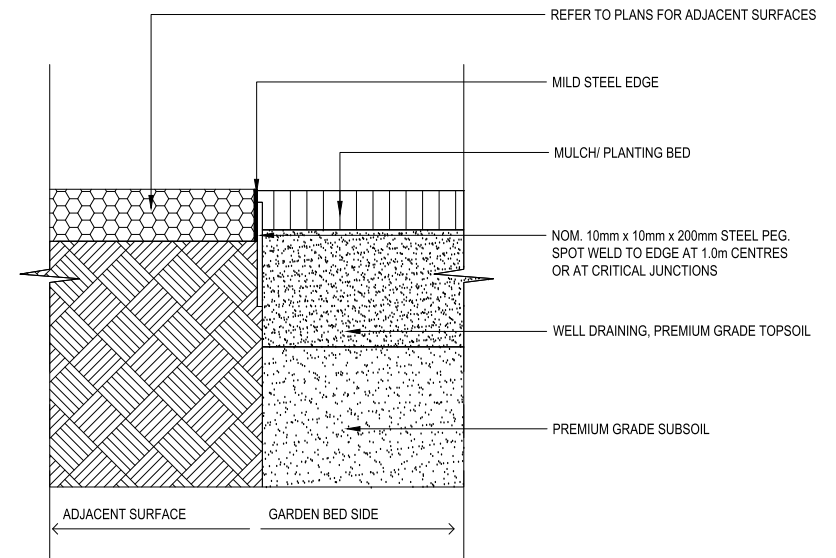 REFER TO PLANS FOR ADJACENT SURFACES
MILD STEEL EDGE
MULCH/ PLANTING BED
NOM. 10mm x 10mm x 200mm STEEL PEG.
SPOT WELD TO EDGE AT 1.0m CENTRES
OR AT CRITICAL JUNCTIONS
WELL DRAINING, PREMIUM GRADE TOPSOIL
PREMIUM GRADE SUBSOIL
ADJACENT SURFACE
GARDEN BED SIDE